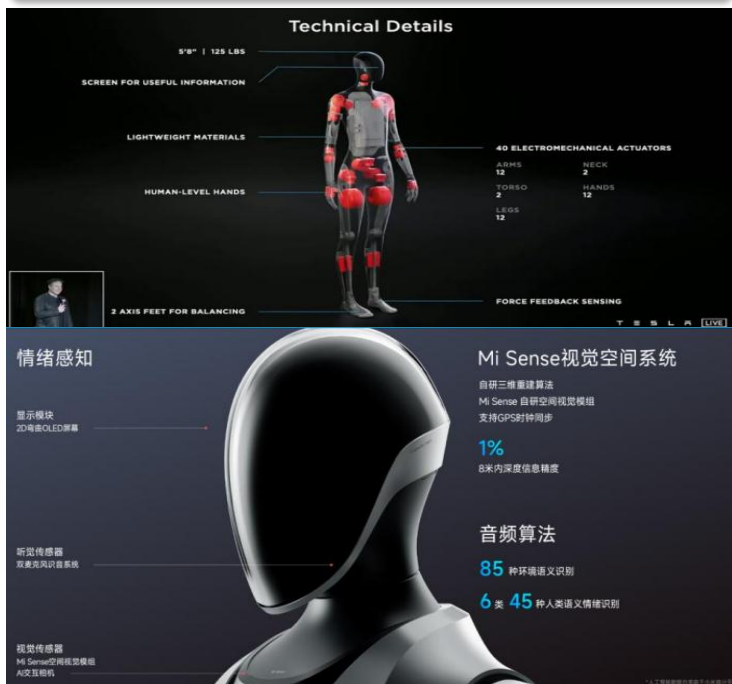 Technical Details
5'8" | 125 LBS
SCREEN FOR USEFUL INFORMATION
LIGHTWEIGHT MATERIALS
HUMAN-LEVEL HANDS
2 AXIS FEET FOR BALANCING
40 ELECTROMECHANICAL ACTUATORS
ARMS
12
NECK
2
TORSO
2
HANDS
12
LEGS
12
FORCE FEEDBACK SENSING
TESLA LIVE
情绪感知
显示模块
2D弯曲OLED屏幕
听觉传感器
双麦克风识音系统
视觉传感器
Mi Sense空间视觉模组
AI交互相机
Mi Sense视觉空间系统
自研三维重建算法
Mi Sense 自研空间视觉模组
支持GPS时钟同步
1%
8米内深度信息精度
音频算法
85 种环境语义识别
6 类 45 种人类语义情绪识别